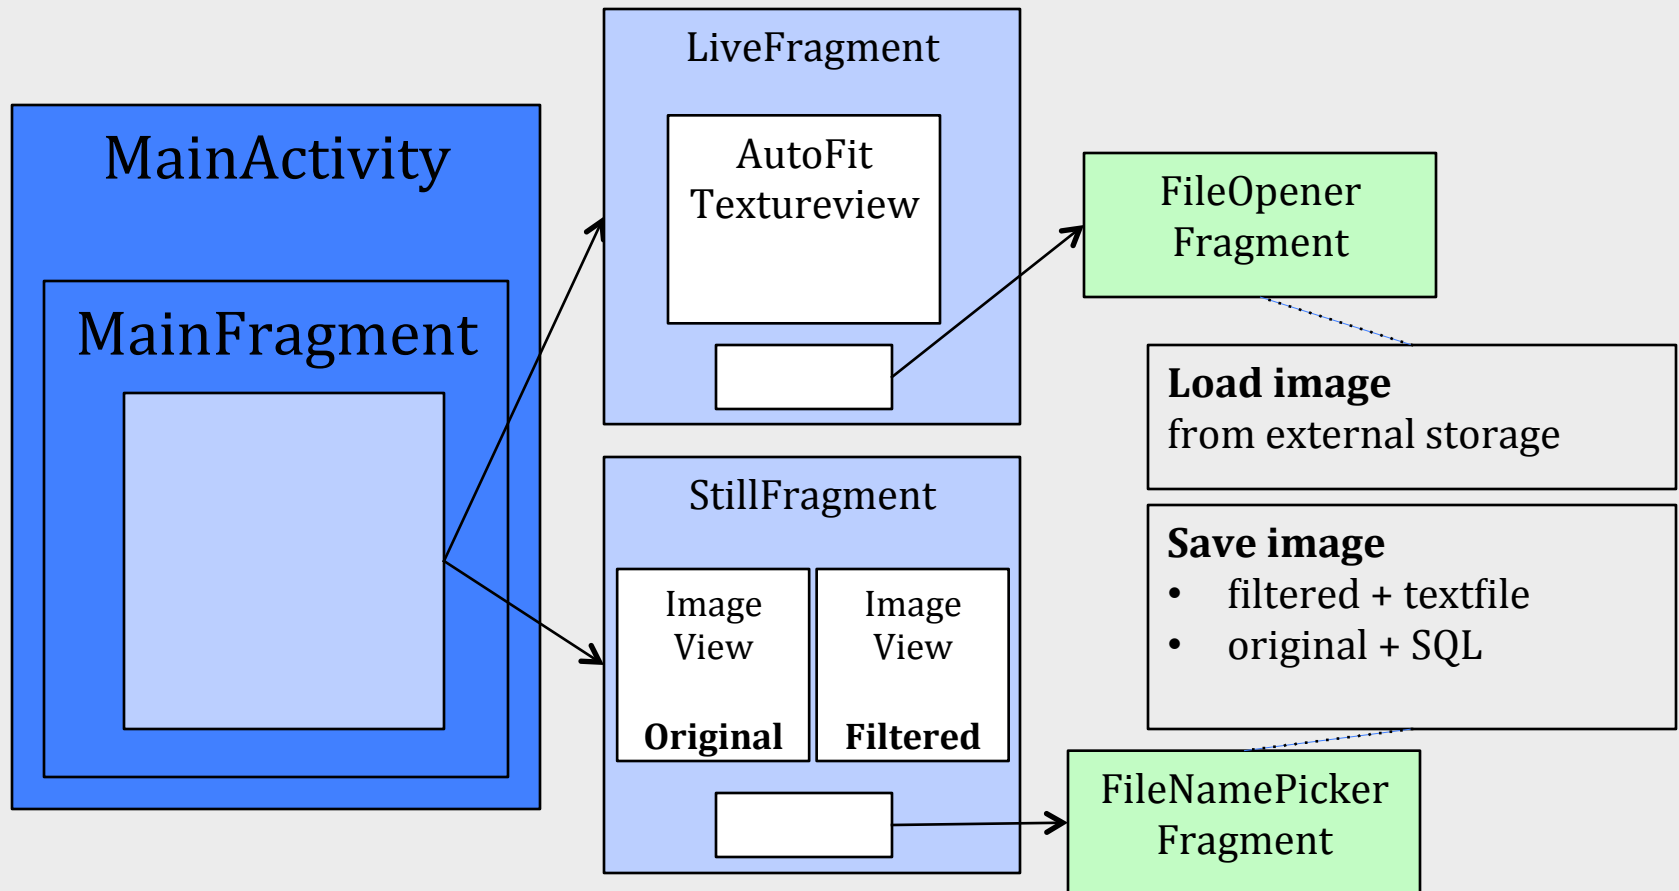 MainActivity
MainFragment
LiveFragment
AutoFit
Textureview
StillFragment
Image
View
Original
Image
View
Filtered
FileOpener
Fragment
Load image
from external storage
Save image
• filtered + textfile
• original + SQL
FileNamePicker
Fragment